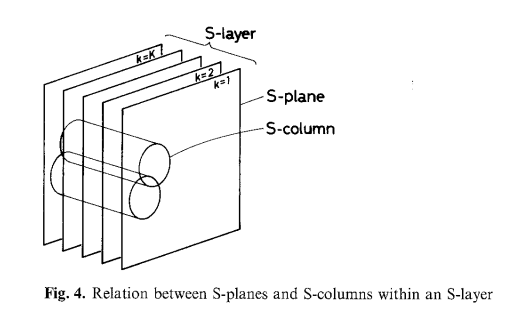 S-layer
k=K
k=2
k=1
S-plane
S-column
Fig. 4. Relation between S-planes and S-columns within an S-layer